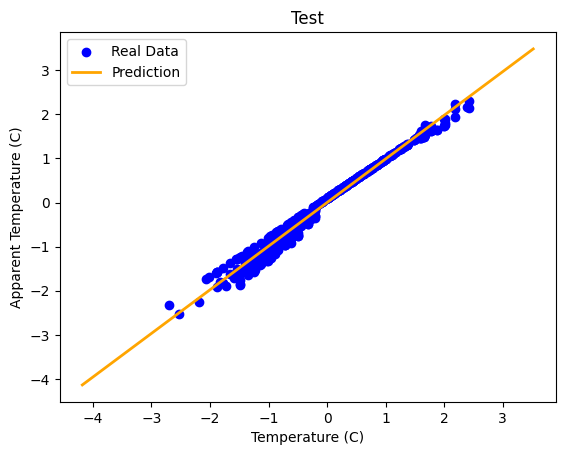 Test
Real Data
Prediction
3
2
1
0
−1
−2
−3
−4
Apparent Temperature (C)
−4 −3 −2 −1 0 1 2 3
Temperature (C)